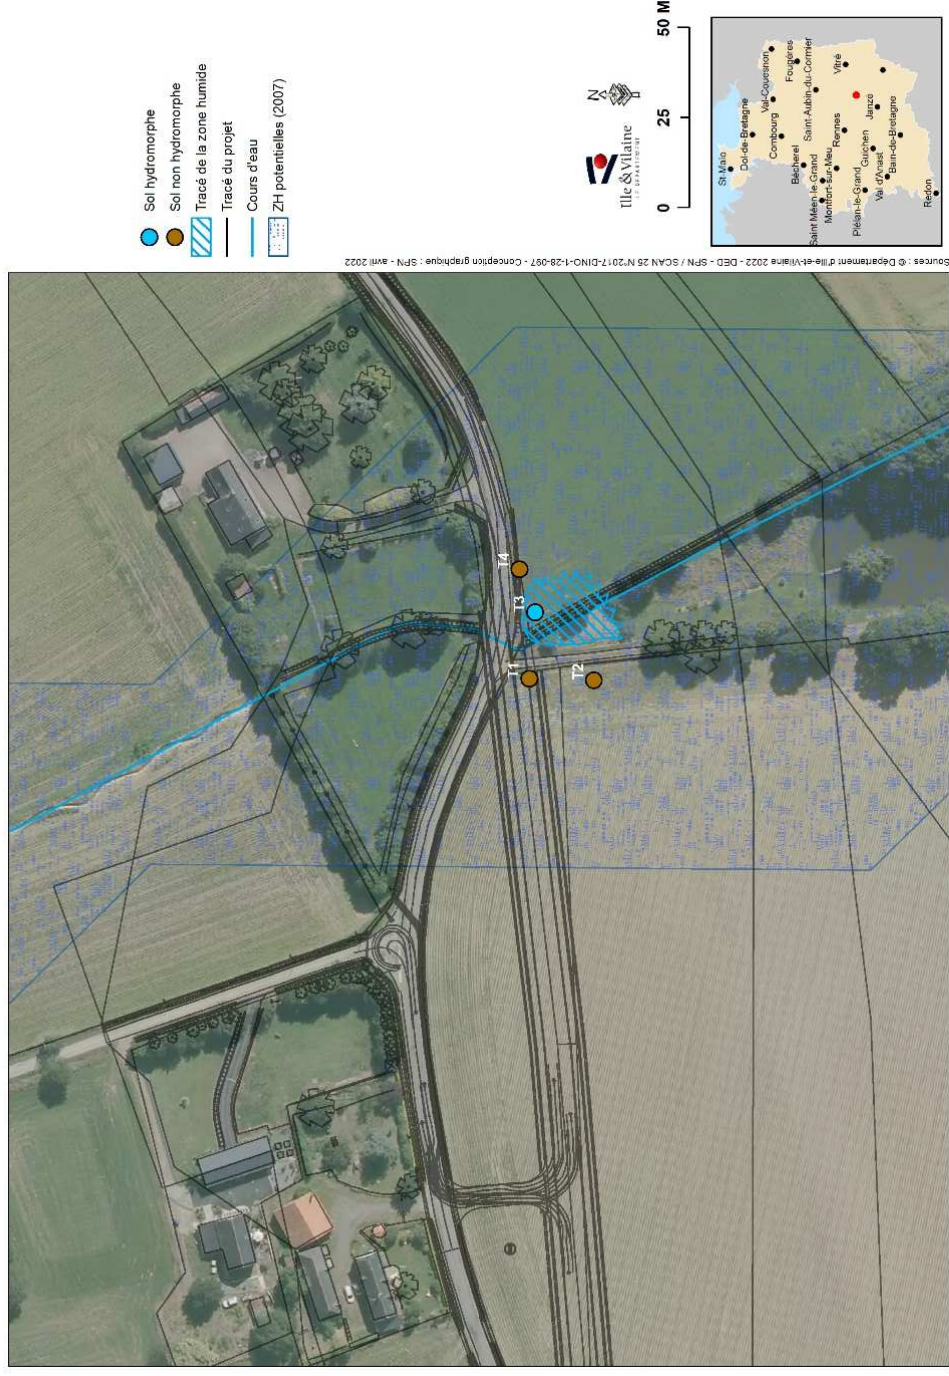 Sol hydromorphe
Sol non hydromorphe
Tracé de la zone humide
Tracé du projet
Cours d'eau
ZH potentielles (2007)
Ille & Vilaine
LE DÉPARTEMENT
N
0
25
50 M
St-Malo
Dol-de-Bretagne
Val-Couesnon
Combourg
Fougères
Bécherel
Saint-Aubin-du-Cormier
Saint Méen-le-Grand
Montfort-sur-Meu
Rennes
Vitré
Plélan-le-Grand
Guichen
Janzé
Val d'Anast
Bain-de-Bretagne
Redon
Sources : © Département d'Ille-et-Vilaine 2022 - DED - SPN / SCAN 25 N°2017-DINO-1-28-097 - Conception graphique : SPN - avril 2022
T1
T2
T3
T4